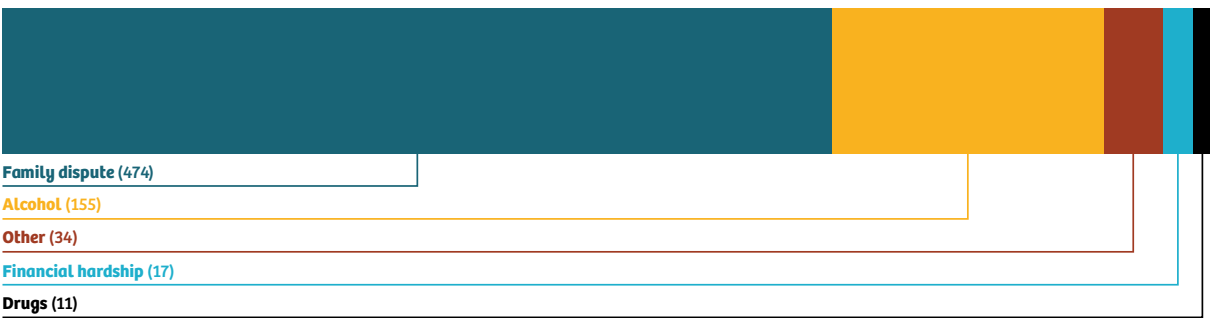 Family dispute (474)
Alcohol (155)
Other (34)
Financial hardship (17)
Drugs (11)